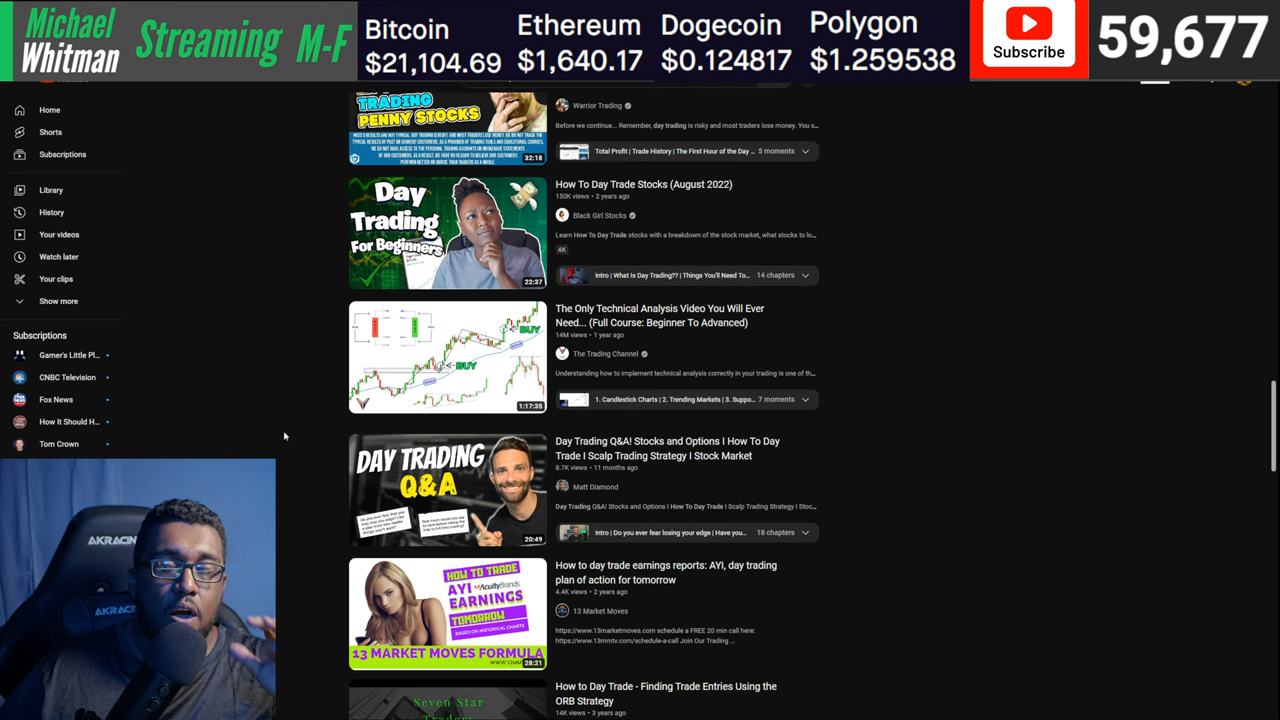 Michael
Whitman
Streaming M-F
Bitcoin
$21,104.69
Ethereum
$1,640.17
Dogecoin
$0.124817
Polygon
$1.259538
Subscribe
59,677
Home
Shorts
Subscriptions
Library
History
Your videos
Watch later
Your clips
Show more
Subscriptions
Gamer's Little Pl...
CNBC Television
Fox News
How It Should H...
Tom Crown
AKRACING
TRADING
PENNY STOCKS
32:18
Warrior Trading
Before we continue... Remember, day trading is risky and most traders lose money. You s...
Total Profit | Trade History | The First Hour of the Day ...
5 moments
Day
Trading
For Beginners
22:37
How To Day Trade Stocks (August 2022)
150K views • 2 years ago
Black Girl Stocks
Learn How To Day Trade stocks with a breakdown of the stock market, what stocks to lo...
4K
Intro | What Is Day Trading?? | Things You'll Need To...
14 chapters
BUY
BUY
1:17:35
The Only Technical Analysis Video You Will Ever
Need... (Full Course: Beginner To Advanced)
14M views • 1 year ago
The Trading Channel
Understanding how to implement technical analysis correctly in your trading is one of th...
1. Candlestick Charts | 2. Trending Markets | 3. Suppo...
7 moments
DAY TRADING
Q&A
20:49
Day Trading Q&A! Stocks and Options I How To Day
Trade I Scalp Trading Strategy I Stock Market
8.7K views • 11 months ago
Matt Diamond
Day Trading Q&A! Stocks and Options I How To Day Trade I Scalp Trading Strategy I Stoc...
Intro | Do you ever fear losing your edge | Have you...
18 chapters
HOW TO TRADE
AYI AcuityBrands
EARNINGS
TOMORROW
BASED ON HISTORICAL CHARTS
13 MARKET MOVES FORMULA
28:21
How to day trade earnings reports: AYI, day trading
plan of action for tomorrow
4.4K views • 2 years ago
13 Market Moves
https://www.13marketmoves.com schedule a FREE 20 min call here:
https://www.13mmtv.com/schedule-a-call Join Our Trading ...
Seven Star
How to Day Trade - Finding Trade Entries Using the
ORB Strategy
14K views • 3 years ago